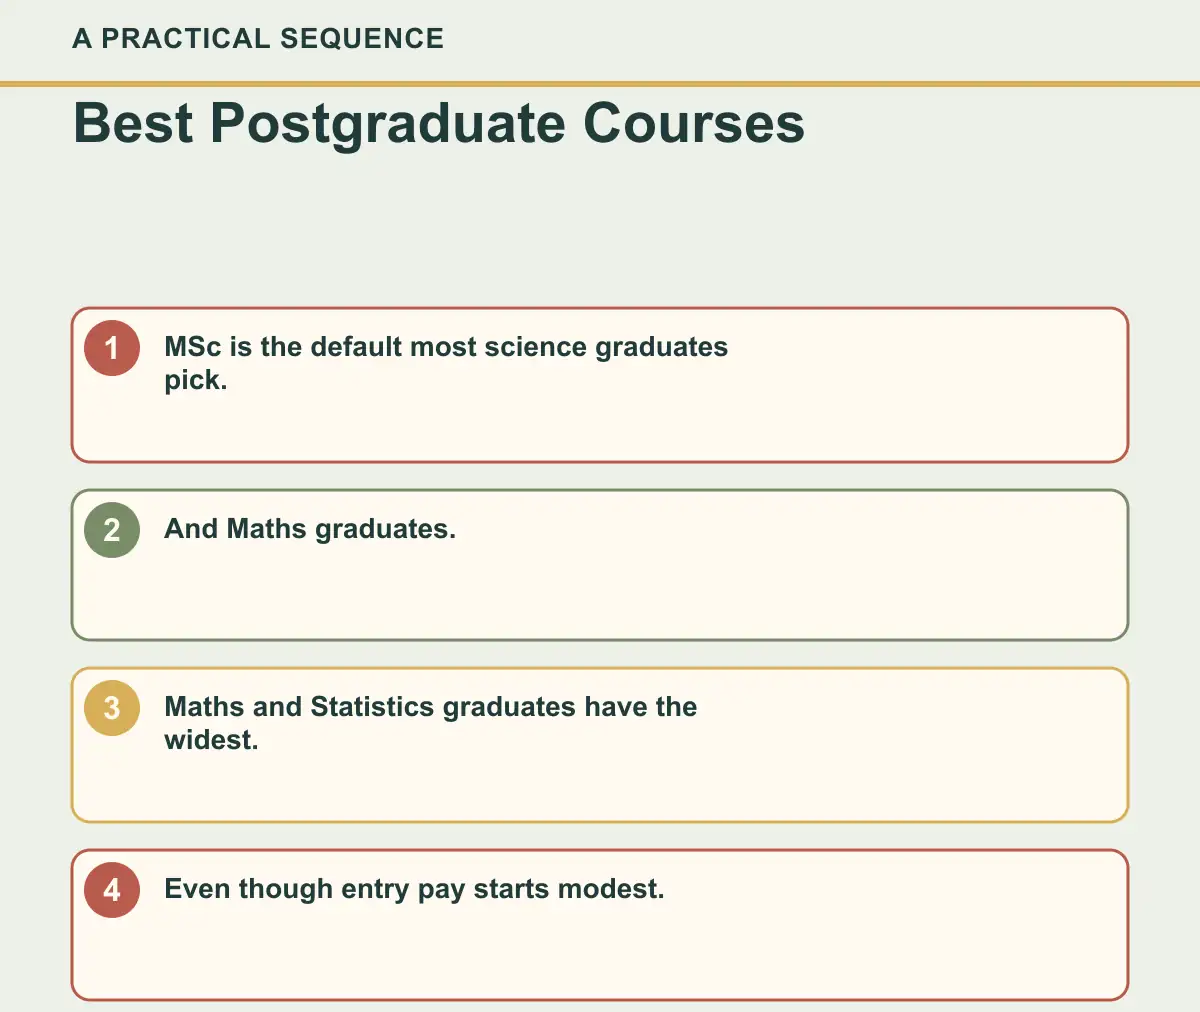 A PRACTICAL SEQUENCE
Best Postgraduate Courses
1
MSc is the default most science graduates
pick.
2
And Maths graduates.
3
Maths and Statistics graduates have the
widest.
4
Even though entry pay starts modest.